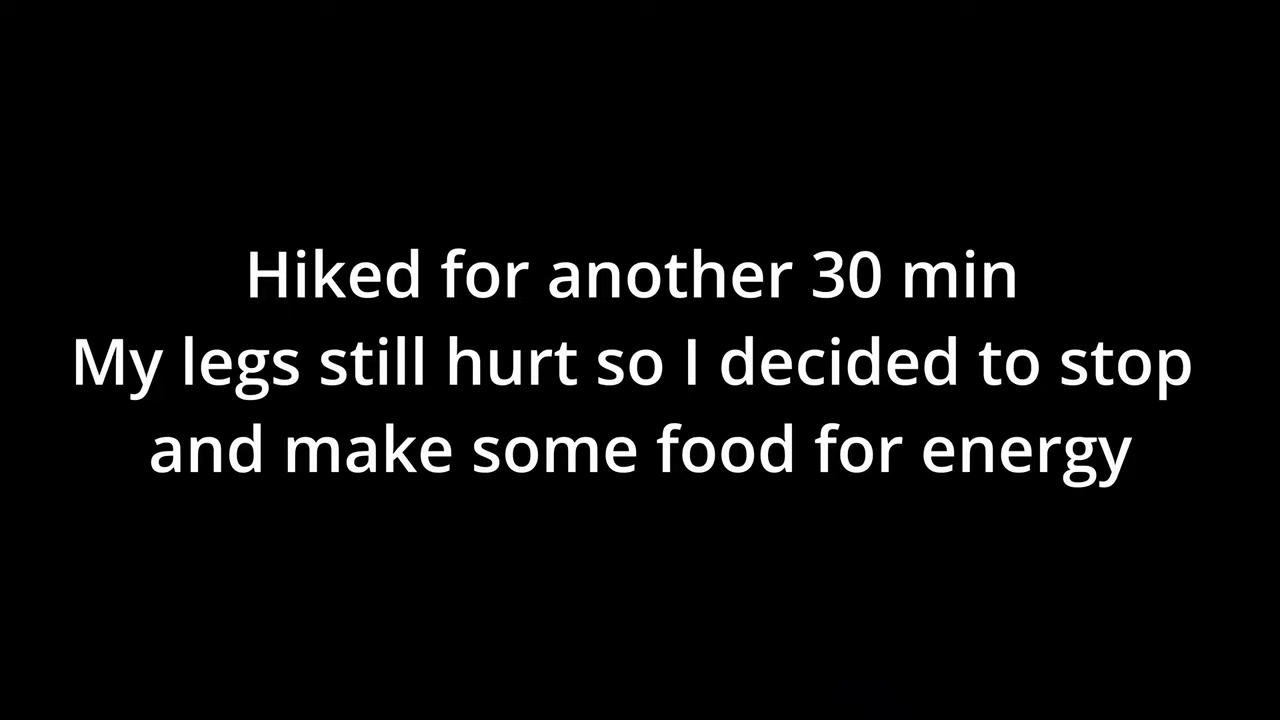 Hiked for another 30 min
My legs still hurt so I decided to stop
and make some food for energy